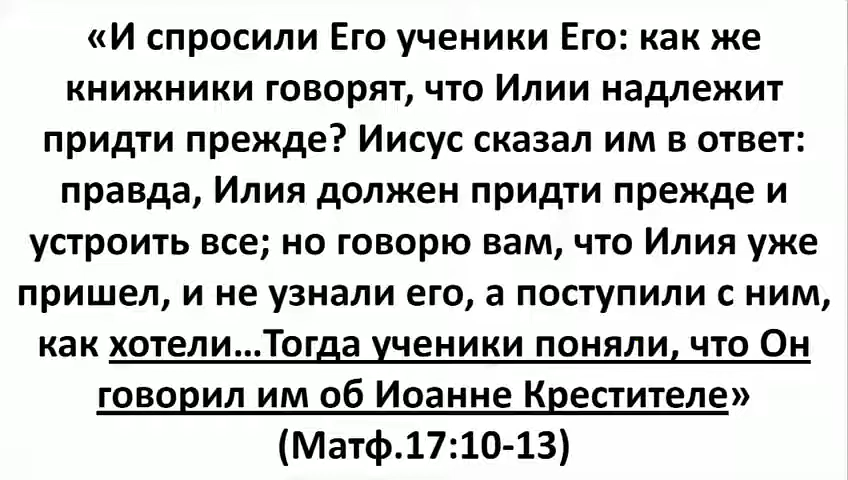 «И спросили Его ученики Его: как же
книжники говорят, что Илии надлежит
придти прежде? Иисус сказал им в ответ:
правда, Илия должен придти прежде и
устроить все; но говорю вам, что Илия уже
пришел, и не узнали его, а поступили с ним,
как хотели...Тогда ученики поняли, что Он
говорил им об Иоанне Крестителе»
(Матф.17:10-13)